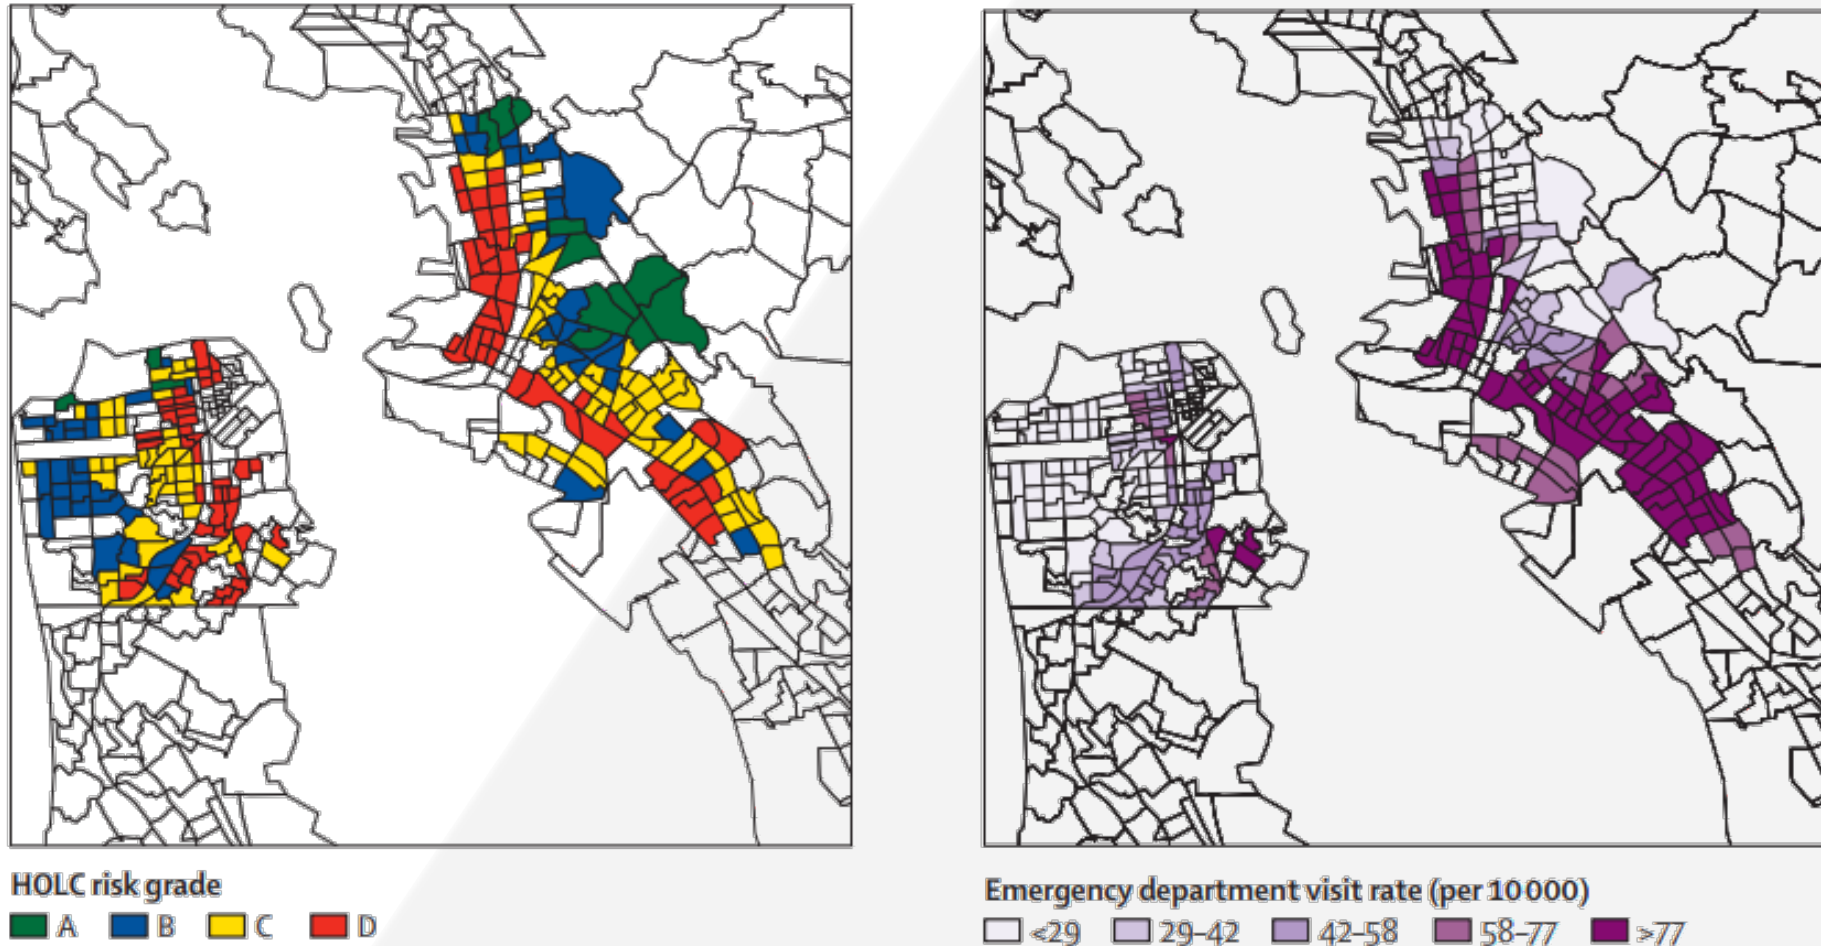 HOLC risk grade
A B C D
Emergency department visit rate (per 10 000)
<29 29–42 42–58 58–77 >77